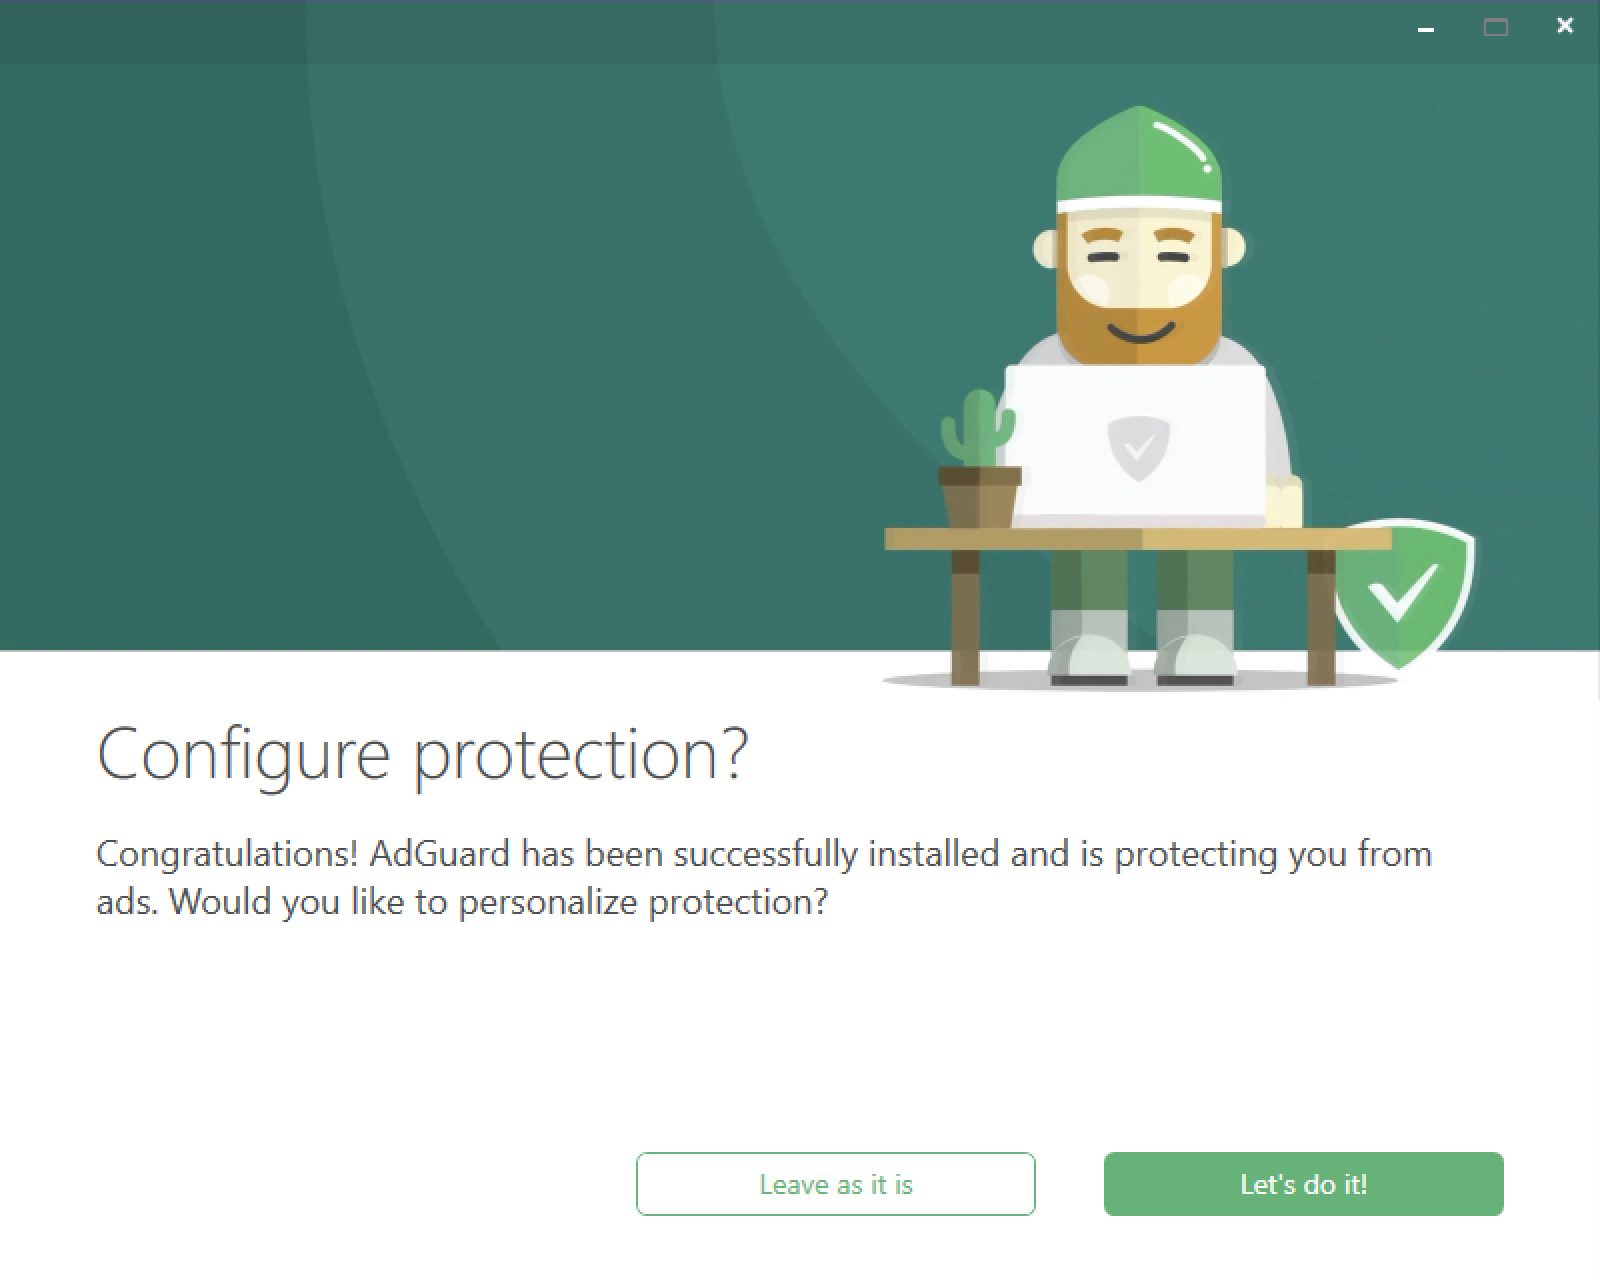 Configure protection?
Congratulations! AdGuard has been successfully installed and is protecting you from
ads. Would you like to personalize protection?
Leave as it is
Let's do it!